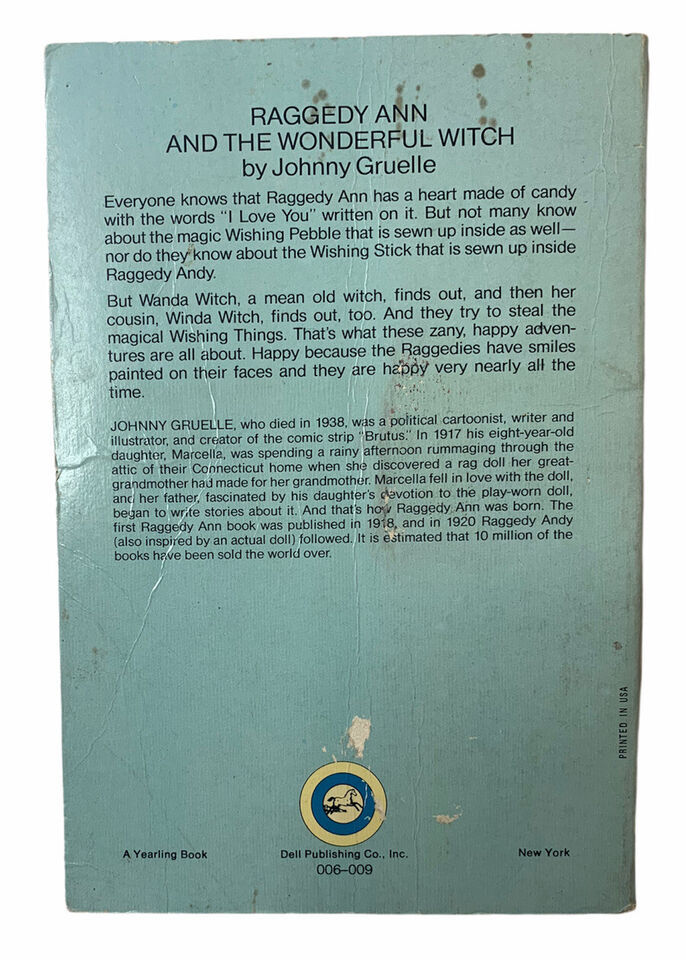 RAGGEDY ANN
AND THE WONDERFUL WITCH
by Johnny Gruelle
Everyone knows that Raggedy Ann has a heart made of candy
with the words "I Love You" written on it. But not many know
about the magic Wishing Pebble that is sewn up inside as well—
nor do they know about the Wishing Stick that is sewn up inside
Raggedy Andy.
But Wanda Witch, a mean old witch, finds out, and then her
cousin, Winda Witch, finds out, too. And they try to steal the
magical Wishing Things. That's what these zany, happy adven-
tures are all about. Happy because the Raggedies have smiles
painted on their faces and they are happy very nearly all the
time.
JOHNNY GRUELLE, who died in 1938, was a political cartoonist, writer and
illustrator, and creator of the comic strip "Brutus." In 1917 his eight-year-old
daughter, Marcella, was spending a rainy afternoon rummaging through the
attic of their Connecticut home when she discovered a rag doll her great-
grandmother had made for her grandmother. Marcella fell in love with the doll,
and her father, fascinated by his daughter's devotion to the play-worn doll,
began to write stories about it. And that's how Raggedy Ann was born. The
first Raggedy Ann book was published in 1918, and in 1920 Raggedy Andy
(also inspired by an actual doll) followed. It is estimated that 10 million of the
books have been sold the world over.
PRINTED IN USA
A Yearling Book
Dell Publishing Co., Inc.
New York
006–009